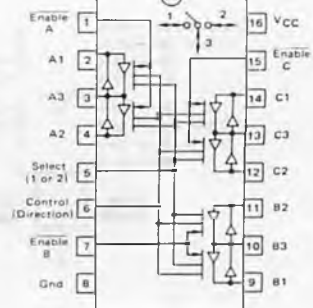 Enable A 1
A1 2
A3 3
A2 4
Select (1 or 2) 5
Control (Direction) 6
Enable B 7
Gnd 8
1 2
3
16 VCC
15 Enable C
14 C1
13 C3
12 C2
11 B2
10 B3
9 B1